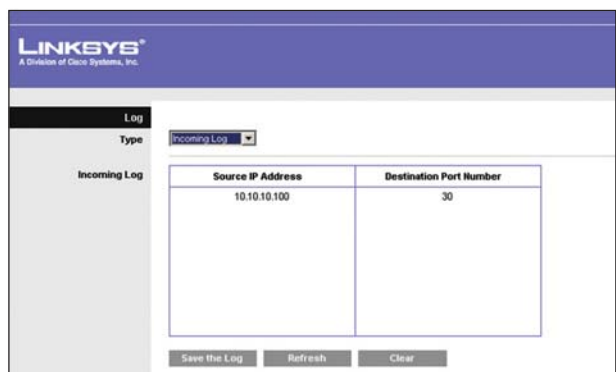 LINKSYS®
A Division of Cisco Systems, Inc.
Log
Type
Incoming Log
Incoming Log
Source IP Address
Destination Port Number
10.10.10.100
30
Save the Log
Refresh
Clear